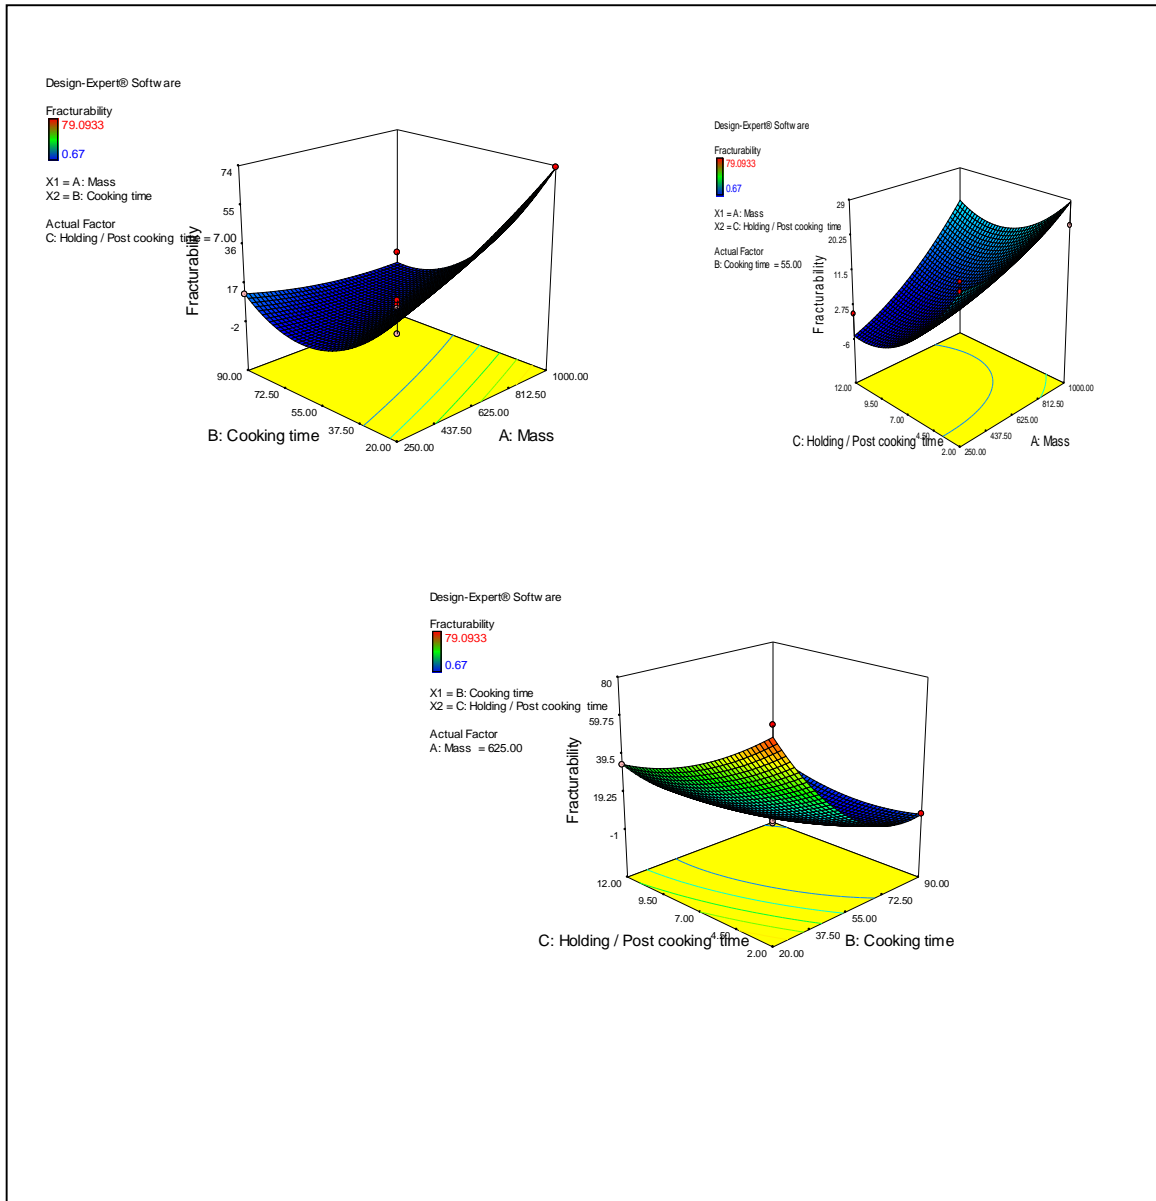 Design-Expert® Software
Fracturability
79.0933
0.67
X1 = A: Mass
X2 = B: Cooking time
Actual Factor
C: Holding / Post cooking time = 7.00
74
55
36
17
-2
Fracturability
90.00
72.50
55.00
37.50
20.00
B: Cooking time
250.00
437.50
625.00
812.50
1000.00
A: Mass
Design-Expert® Software
Fracturability
79.0933
0.67
X1 = A: Mass
X2 = C: Holding / Post cooking time
Actual Factor
B: Cooking time = 55.00
29
20.25
11.5
2.75
-6
Fracturability
12.00
9.50
7.00
4.50
2.00
C: Holding / Post cooking time
250.00
437.50
625.00
812.50
1000.00
A: Mass
Design-Expert® Software
Fracturability
79.0933
0.67
X1 = B: Cooking time
X2 = C: Holding / Post cooking time
Actual Factor
A: Mass = 625.00
80
59.75
39.5
19.25
-1
Fracturability
12.00
9.50
7.00
4.50
2.00
C: Holding / Post cooking time
20.00
37.50
55.00
72.50
90.00
B: Cooking time